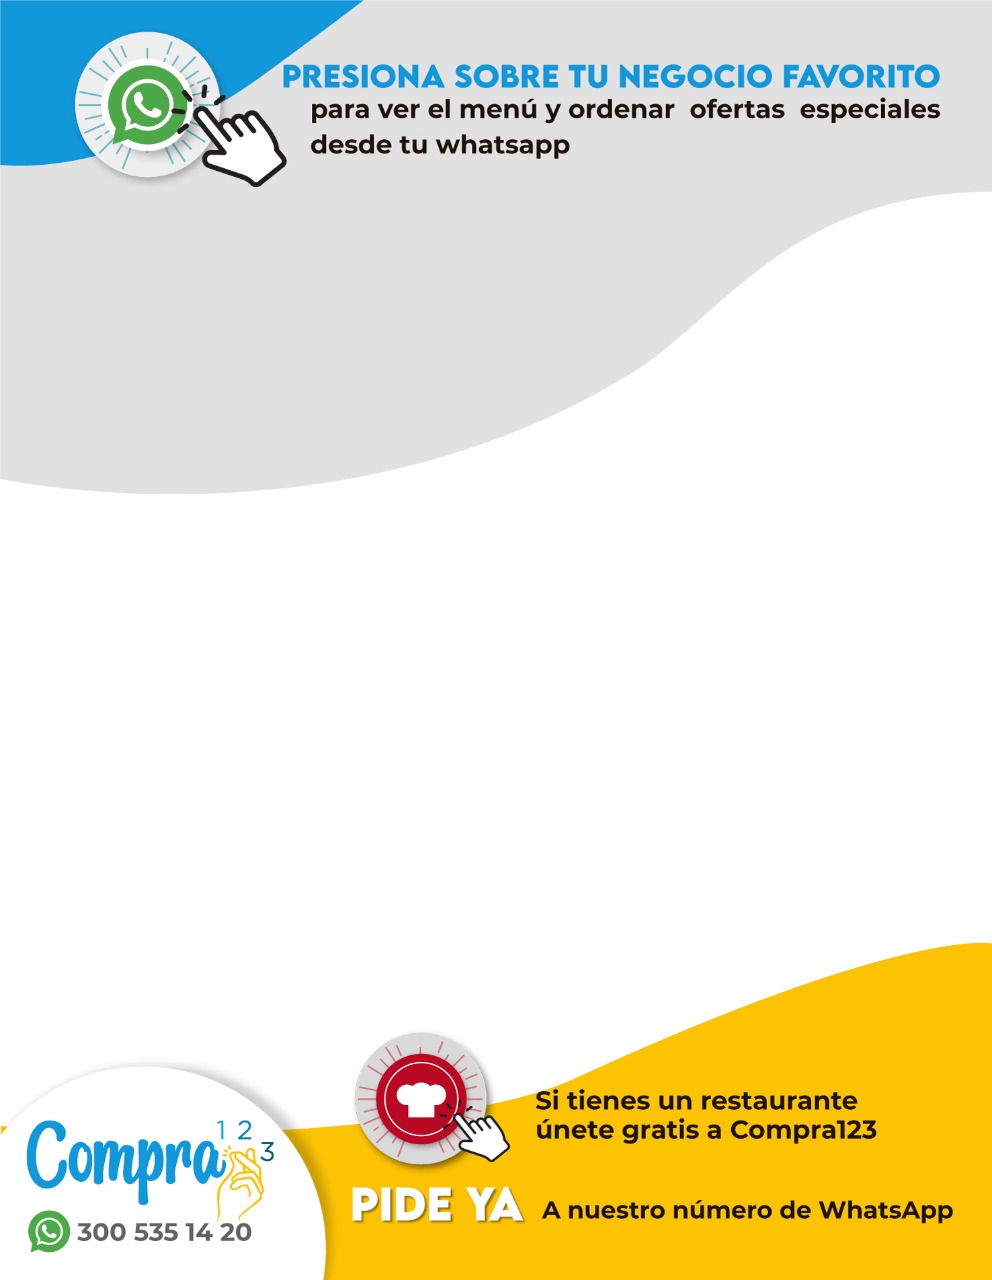 PRESIONA SOBRE TU NEGOCIO FAVORITO
para ver el menú y ordenar ofertas especiales
desde tu whatsapp
Si tienes un restaurante
únete gratis a Compra123
Compra 1 2 3
PIDE YA A nuestro número de WhatsApp
300 535 14 20